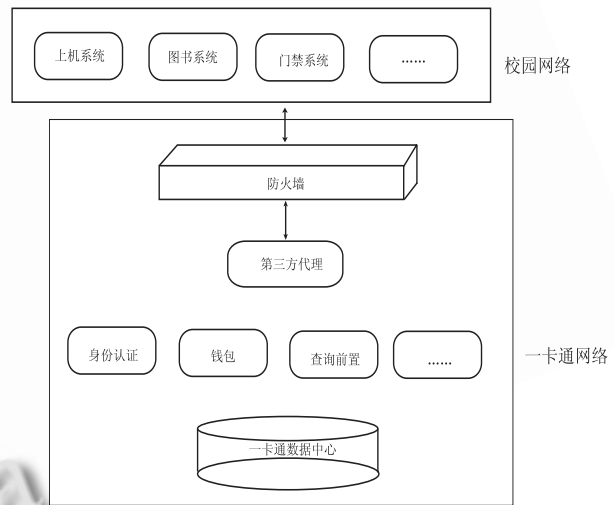 上机系统 图书系统 门禁系统 ……
校园网络
防火墙
第三方代理
身份认证 钱包 查询前置 ……
一卡通网络
一卡通数据中心